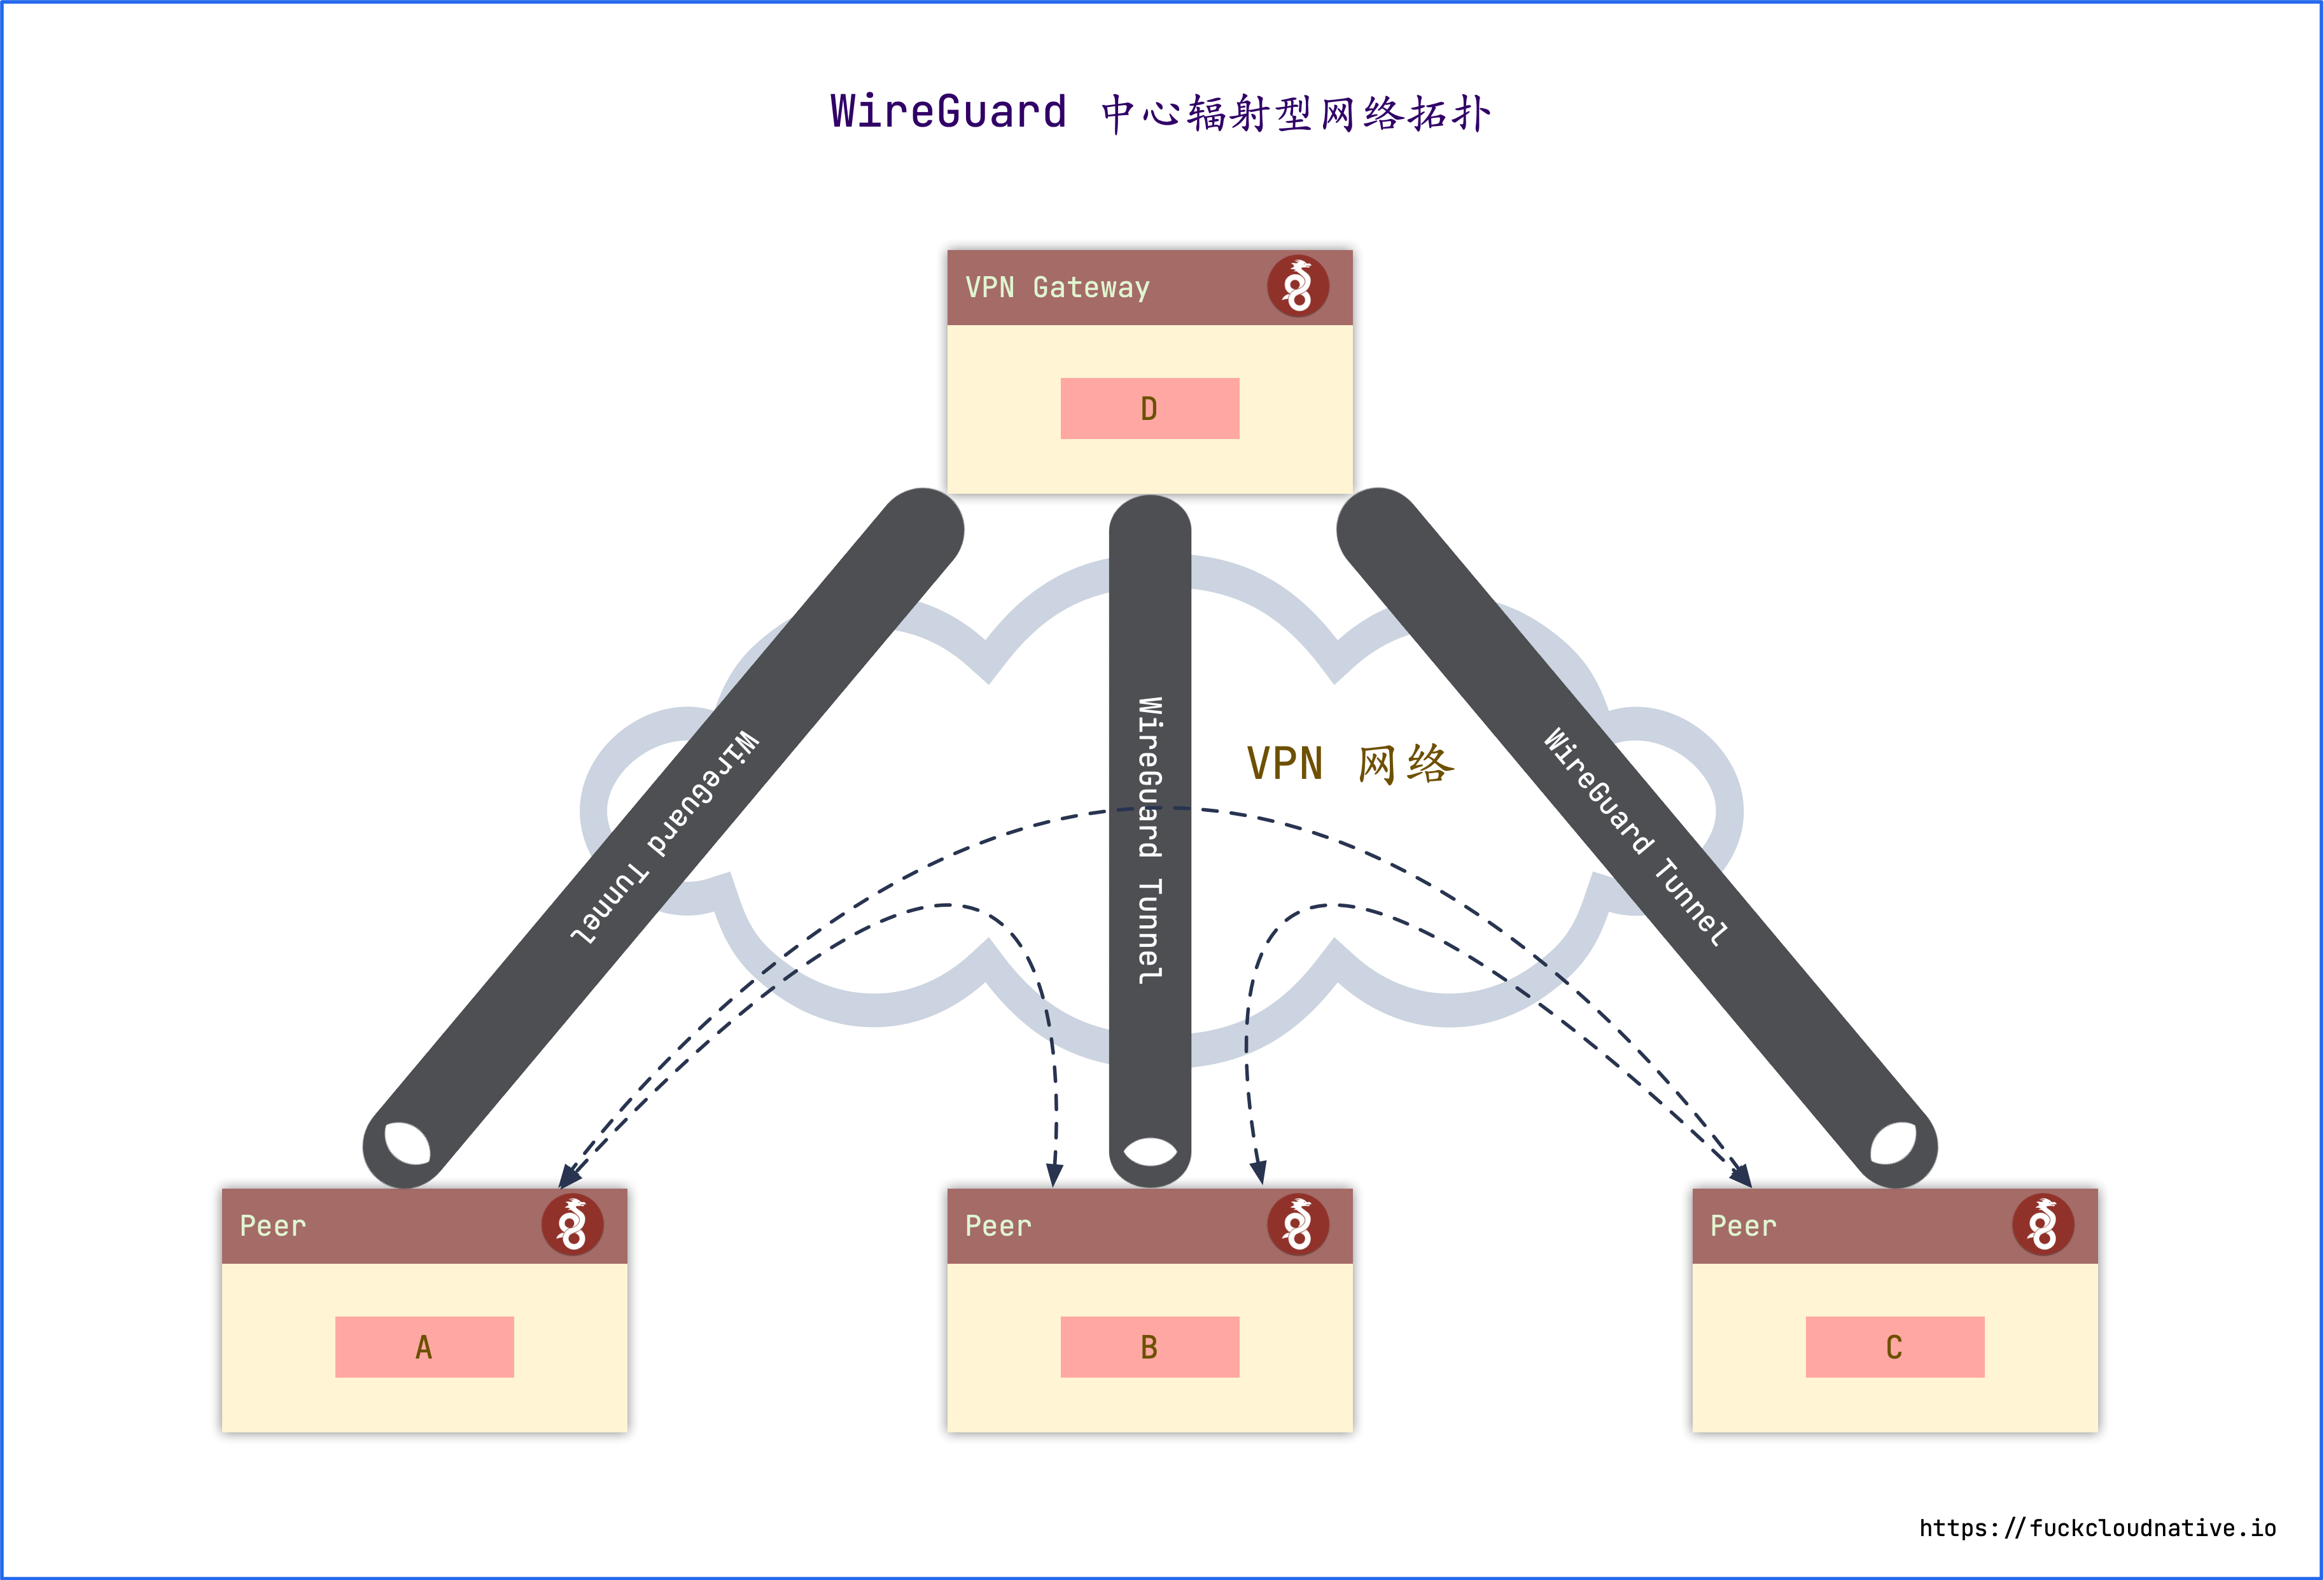 WireGuard 中心辐射型网络拓扑
VPN Gateway
D
WireGuard Tunnel
WireGuard Tunnel
WireGuard Tunnel
VPN 网络
Peer
A
Peer
B
Peer
C
https://fuckcloudnative.io